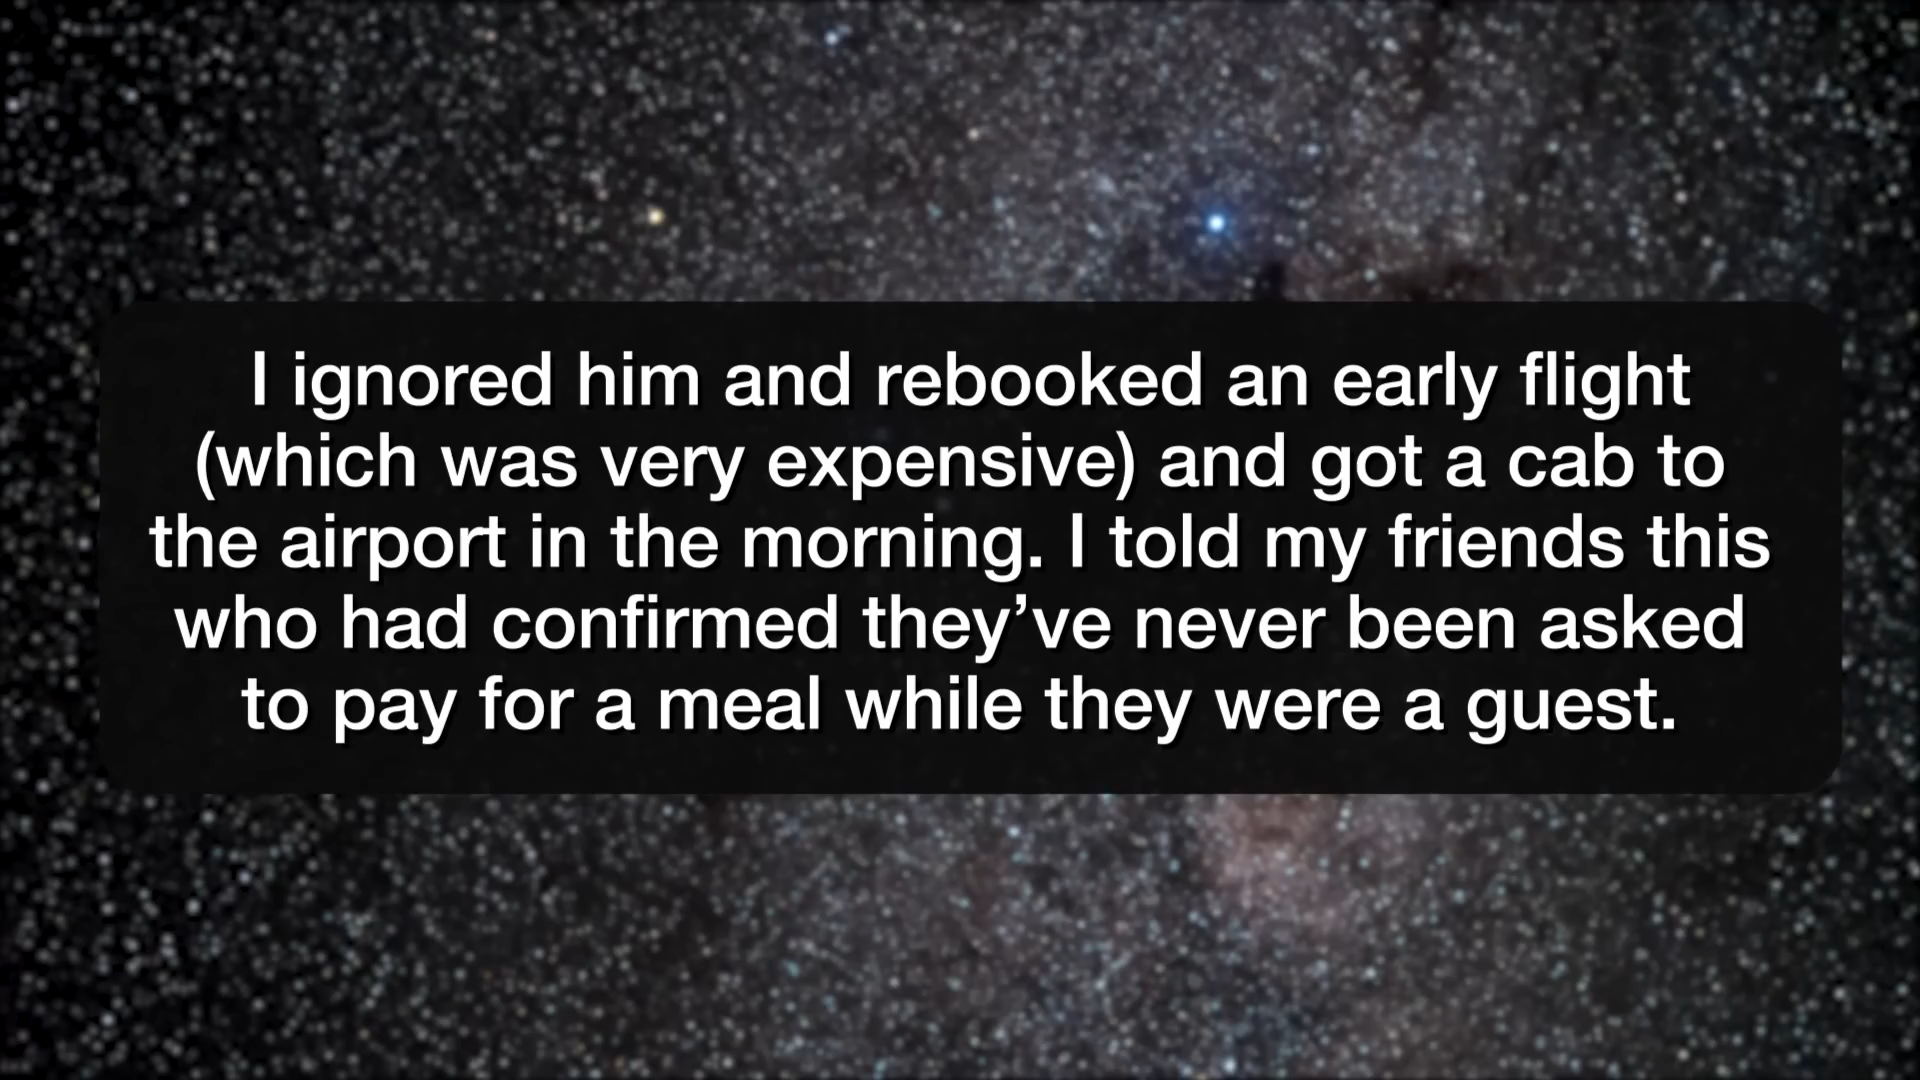 I ignored him and rebooked an early flight
(which was very expensive) and got a cab to
the airport in the morning. I told my friends this
who had confirmed they’ve never been asked
to pay for a meal while they were a guest.